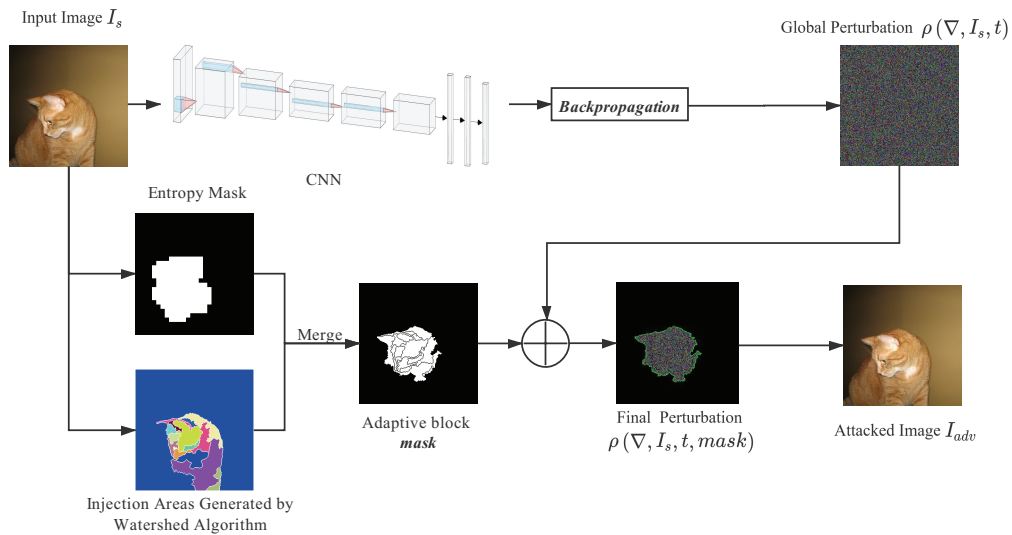 Input Image $I_s$
Global Perturbation $\rho\,(\nabla, I_s, t)$
Backpropagation
CNN
Entropy Mask
Merge
Adaptive block
mask
Final Perturbation
$\rho\,(\nabla, I_s, t, mask)$
Attacked Image $I_{adv}$
Injection Areas Generated by
Watershed Algorithm